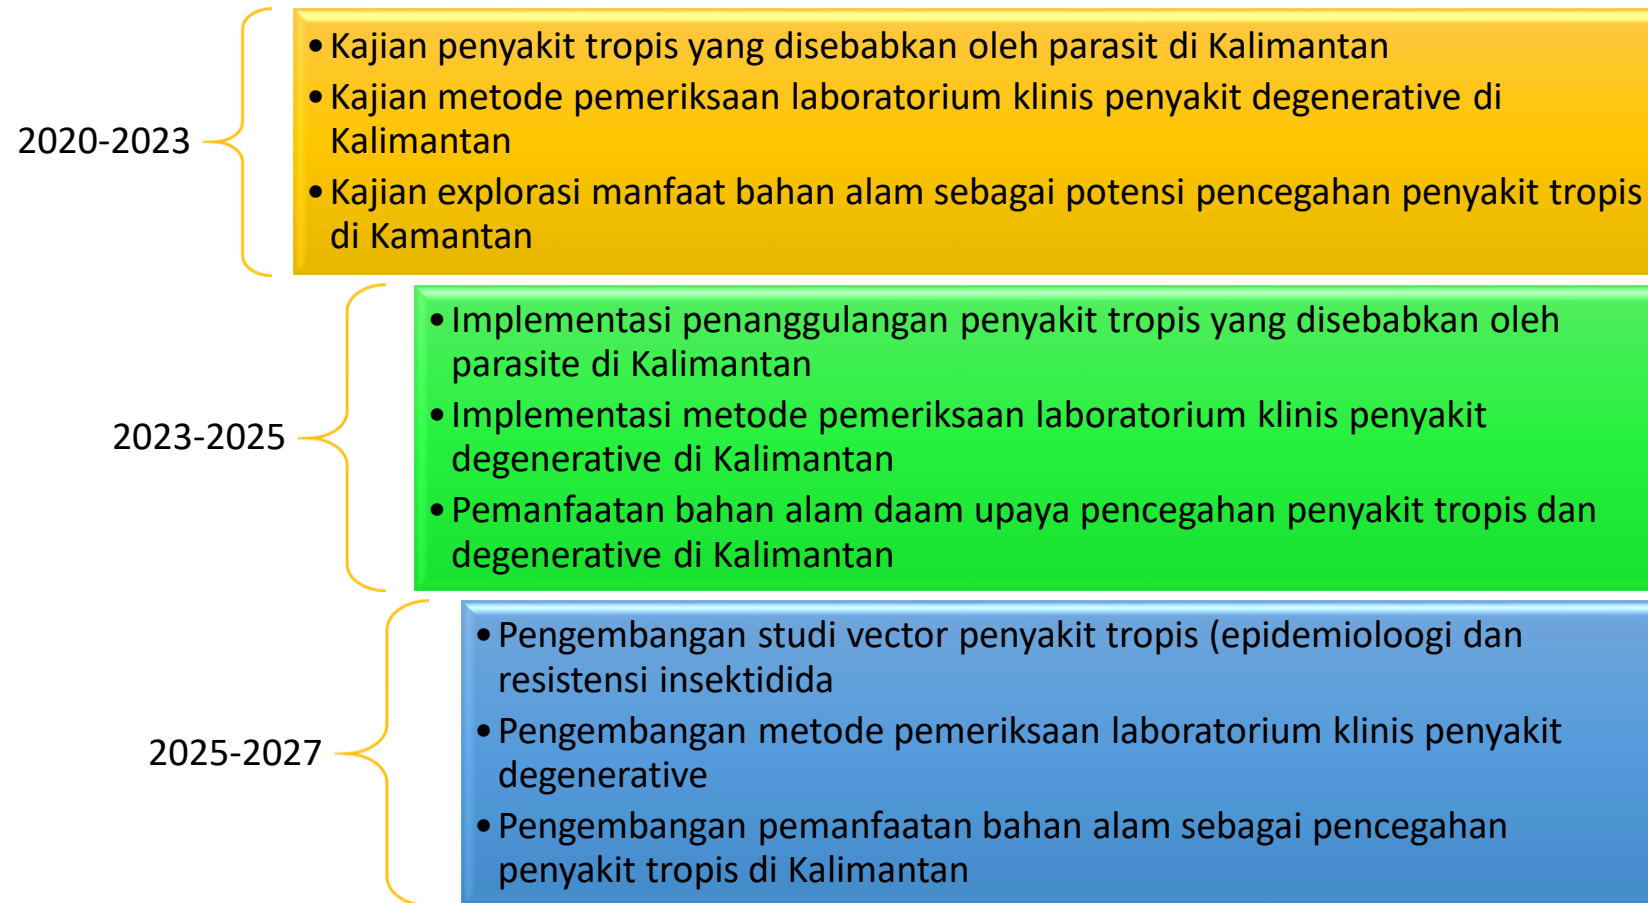 2020-2023
•Kajian penyakit tropis yang disebabkan oleh parasit di Kalimantan
•Kajian metode pemeriksaan laboratorium klinis penyakit degenerative di
Kalimantan
•Kajian explorasi manfaat bahan alam sebagai potensi pencegahan penyakit tropis
di Kamantan
2023-2025
•Implementasi penanggulangan penyakit tropis yang disebabkan oleh
parasite di Kalimantan
•Implementasi metode pemeriksaan laboratorium klinis penyakit
degenerative di Kalimantan
•Pemanfaatan bahan alam daam upaya pencegahan penyakit tropis dan
degenerative di Kalimantan
2025-2027
•Pengembangan studi vector penyakit tropis (epidemioloogi dan
resistensi insektidida
•Pengembangan metode pemeriksaan laboratorium klinis penyakit
degenerative
•Pengembangan pemanfaatan bahan alam sebagai pencegahan
penyakit tropis di Kalimantan